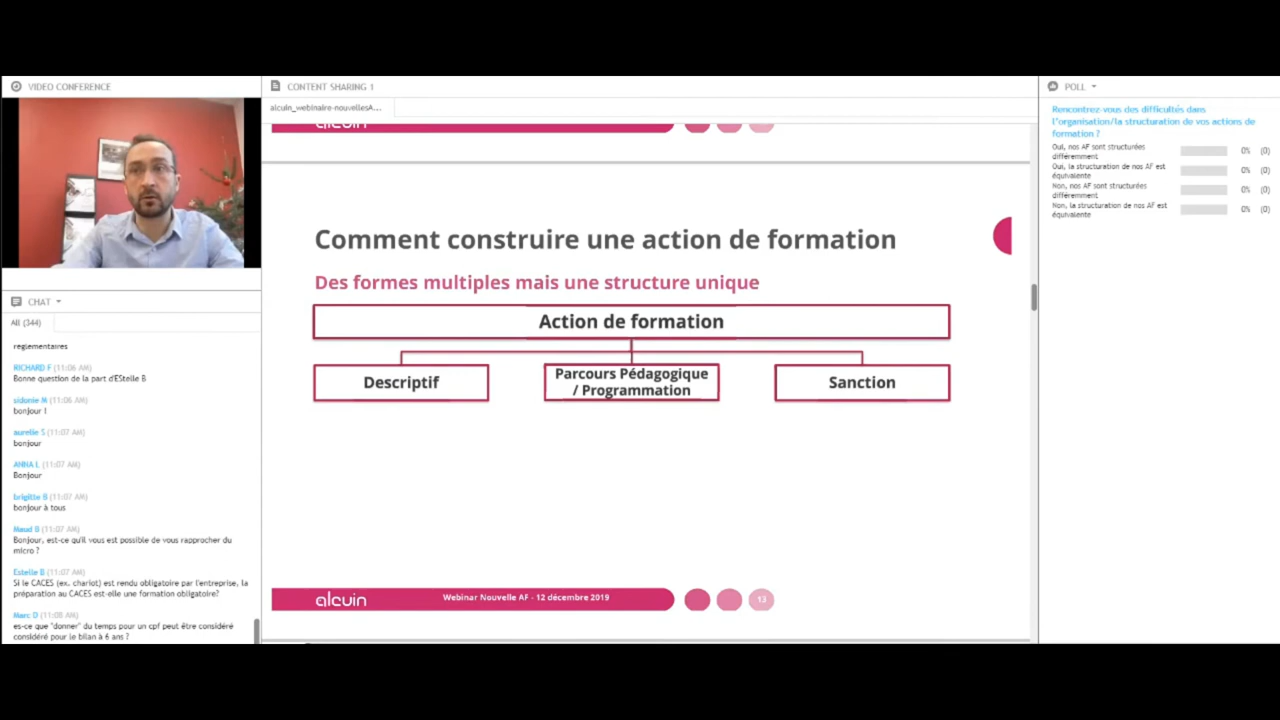 VIDEO CONFERENCE
CHAT
All (344)
reglementaires
RICHARD F (11:06 AM)
Bonne question de la part d'EStelle B
sidonie M (11:06 AM)
bonjour !
aurelie S (11:07 AM)
bonjour
ANNA L (11:07 AM)
Bonjour
brigitte B (11:07 AM)
bonjour à tous
Maud B (11:07 AM)
Bonjour, est-ce qu'il vous est possible de vous rapprocher du
micro ?
Estelle B (11:07 AM)
Si le CACES (ex. chariot) est rendu obligatoire par l'entreprise, la
préparation au CACES est-elle une formation obligatoire?
Marc D (11:08 AM)
es-ce que "donner" du temps pour un cpf peut être considéré
considéré pour le bilan à 6 ans ?
CONTENT SHARING 1
alcuin_webinaire-nouvellesA...
alcuin
Comment construire une action de formation
Des formes multiples mais une structure unique
Action de formation
Descriptif
Parcours Pédagogique
/ Programmation
Sanction
alcuin
Webinar Nouvelle AF - 12 décembre 2019
13
POLL
Rencontrez-vous des difficultés dans
l'organisation/la structuration de vos actions de
formation ?
Oui, nos AF sont structurées
différemment
0% (0)
Oui, la structuration de nos AF est
équivalente
0% (0)
Non, nos AF sont structurées
différemment
0% (0)
Non, la structuration de nos AF est
équivalente
0% (0)